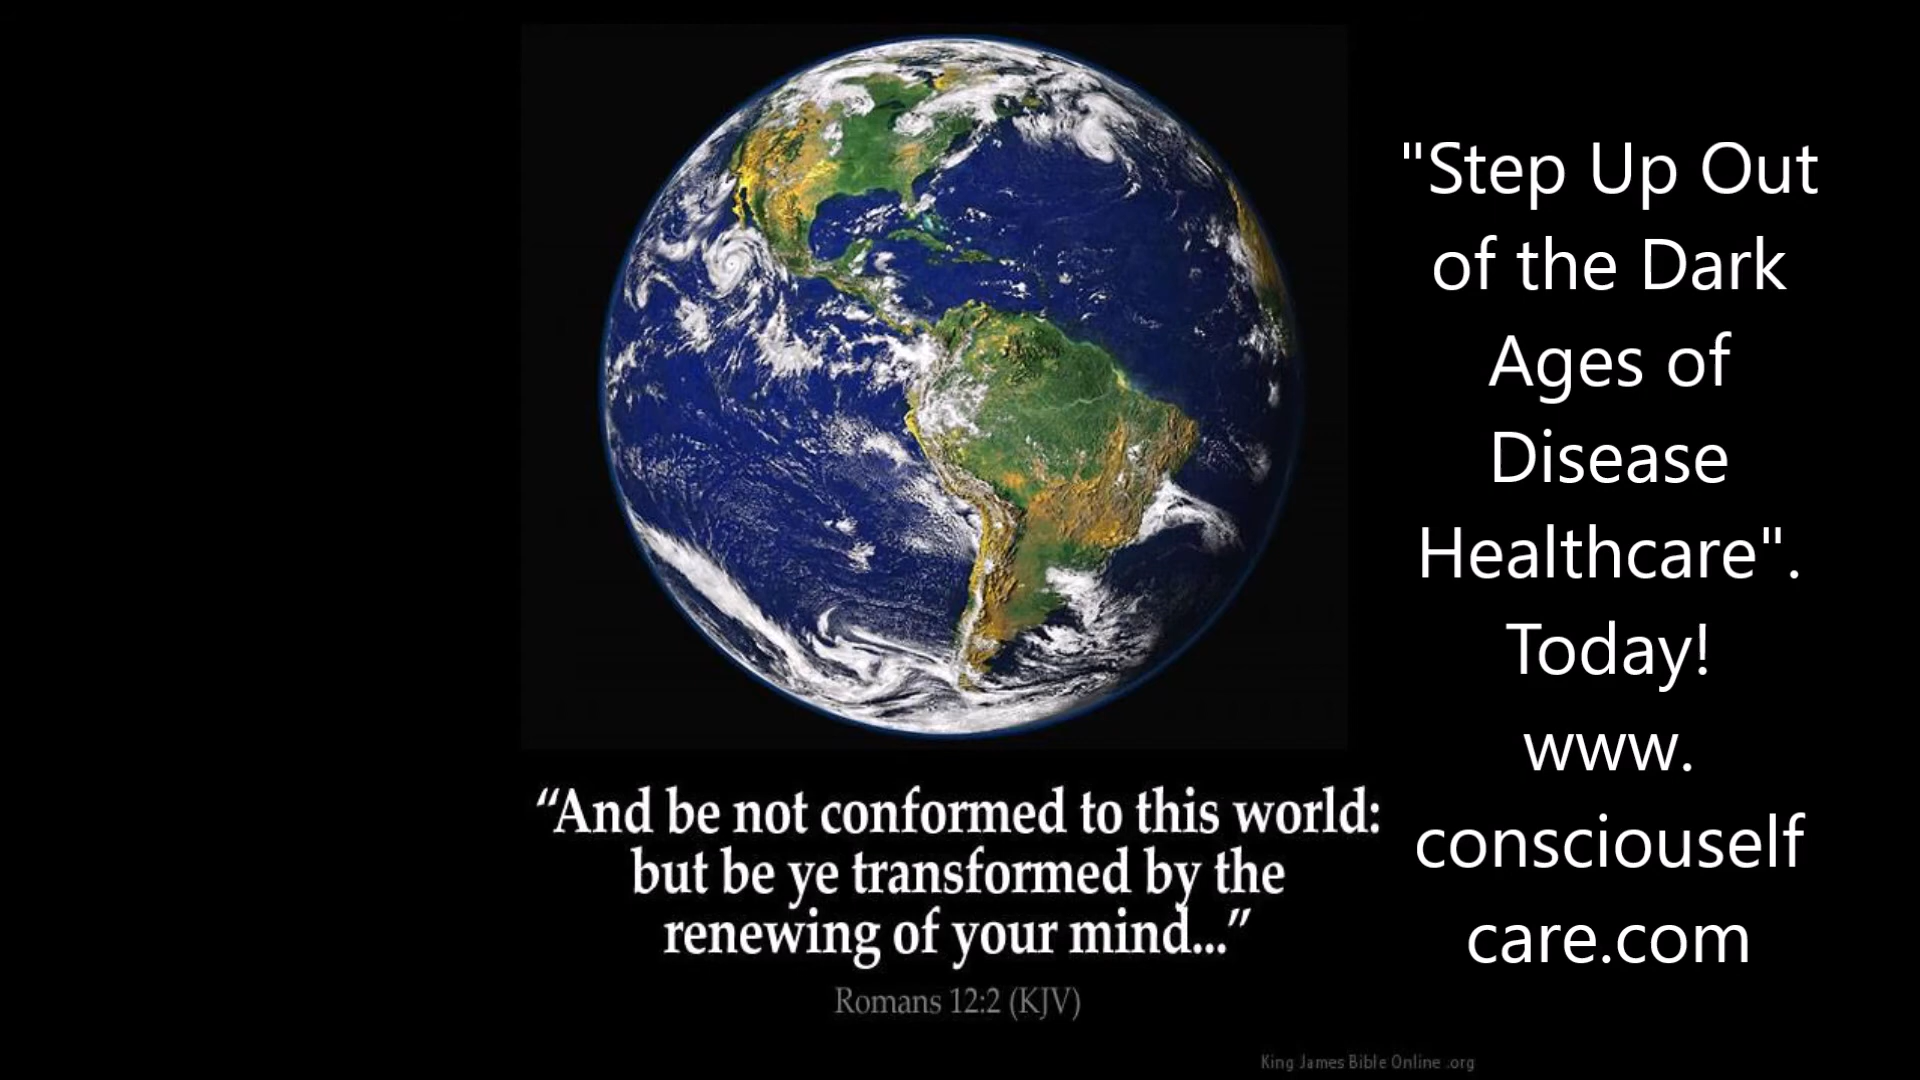 "Step Up Out
of the Dark
Ages of
Disease
Healthcare".
Today!
www.
consciouself
care.com
“And be not conformed to this world:
but be ye transformed by the
renewing of your mind...”
Romans 12:2 (KJV)
King James Bible Online .org